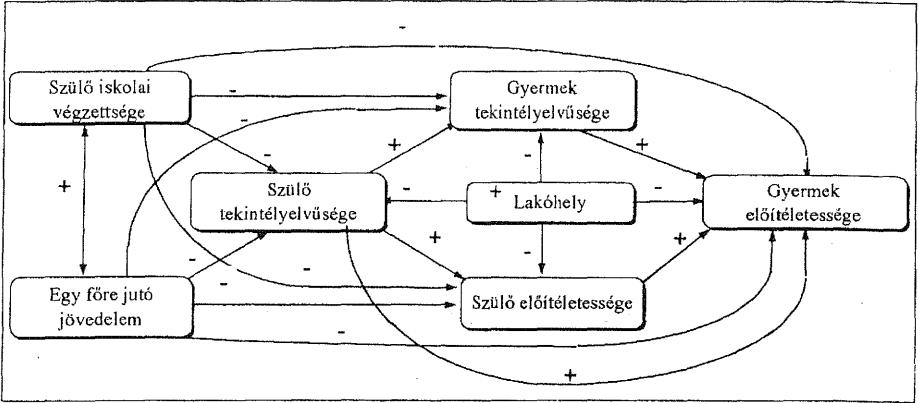 -
Szülő iskolai
végzettsége
-
Gyermek
tekintélyelvűsége
-
-
+
-
+
+
Szülő
tekintélyelvűsége
-
+
Lakóhely
-
Gyermek
előítéletessége
+
-
+
-
-
-
Egy főre jutó
jövedelem
Szülő előítéletessége
-
+